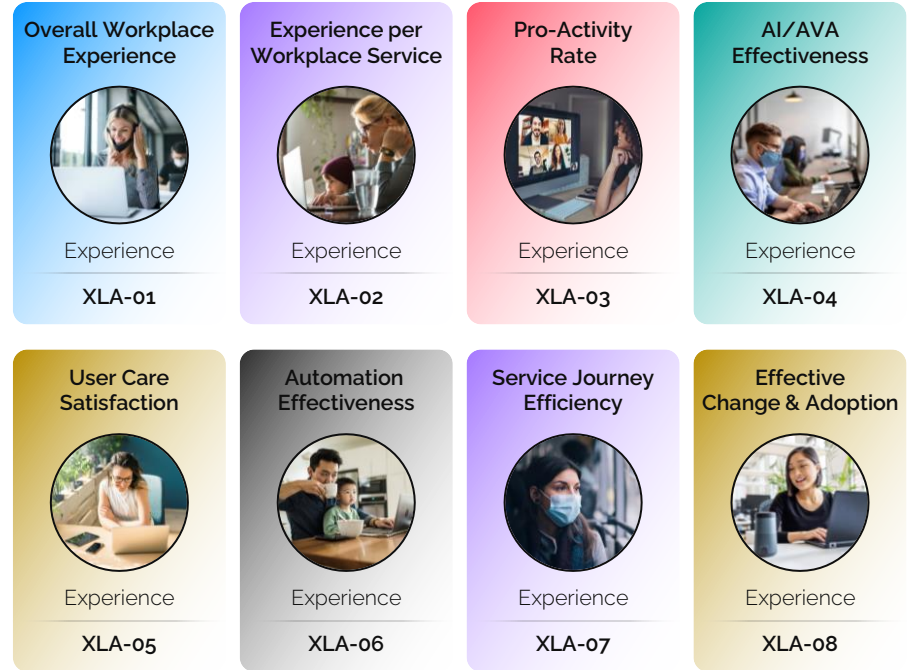 Overall Workplace
Experience
Experience
XLA-01
Experience per
Workplace Service
Experience
XLA-02
Pro-Activity
Rate
Experience
XLA-03
AI/AVA
Effectiveness
Experience
XLA-04
User Care
Satisfaction
Experience
XLA-05
Automation
Effectiveness
Experience
XLA-06
Service Journey
Efficiency
Experience
XLA-07
Effective
Change & Adoption
Experience
XLA-08